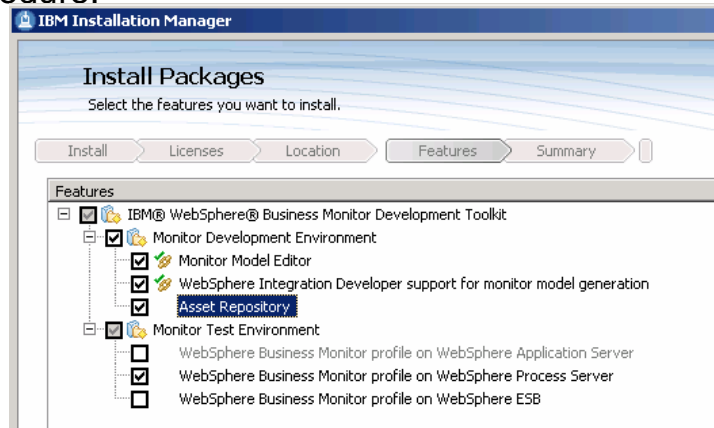 IBM Installation Manager
Install Packages
Select the features you want to install.
Install Licenses Location Features Summary
Features
IBM® WebSphere® Business Monitor Development Toolkit
Monitor Development Environment
Monitor Model Editor
WebSphere Integration Developer support for monitor model generation
Asset Repository
Monitor Test Environment
WebSphere Business Monitor profile on WebSphere Application Server
WebSphere Business Monitor profile on WebSphere Process Server
WebSphere Business Monitor profile on WebSphere ESB